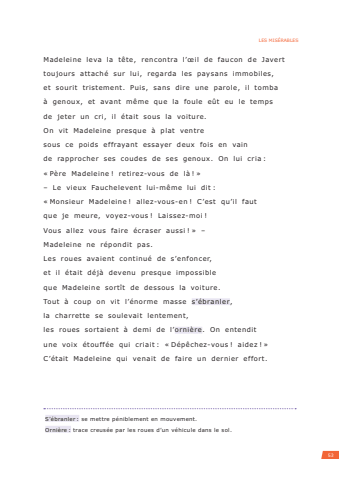 LES MISÉRABLES
Madeleine leva la tête, rencontra l'œil de faucon de Javert
toujours attaché sur lui, regarda les paysans immobiles,
et sourit tristement. Puis, sans dire une parole, il tomba
à genoux, et avant même que la foule eût eu le temps
de jeter un cri, il était sous la voiture.
On vit Madeleine presque à plat ventre
sous ce poids effrayant essayer deux fois en vain
de rapprocher ses coudes de ses genoux. On lui cria :
« Père Madeleine ! retirez-vous de là ! »
– Le vieux Fauchelevent lui-même lui dit :
« Monsieur Madeleine ! allez-vous-en ! C'est qu'il faut
que je meure, voyez-vous ! Laissez-moi !
Vous allez vous faire écraser aussi ! » –
Madeleine ne répondit pas.
Les roues avaient continué de s'enfoncer,
et il était déjà devenu presque impossible
que Madeleine sortît de dessous la voiture.
Tout à coup on vit l'énorme masse s'ébranler,
la charrette se soulevait lentement,
les roues sortaient à demi de l'ornière. On entendit
une voix étouffée qui criait : « Dépêchez-vous ! aidez ! »
C'était Madeleine qui venait de faire un dernier effort.
S'ébranler : se mettre péniblement en mouvement.
Ornière : trace creusée par les roues d'un véhicule dans le sol.